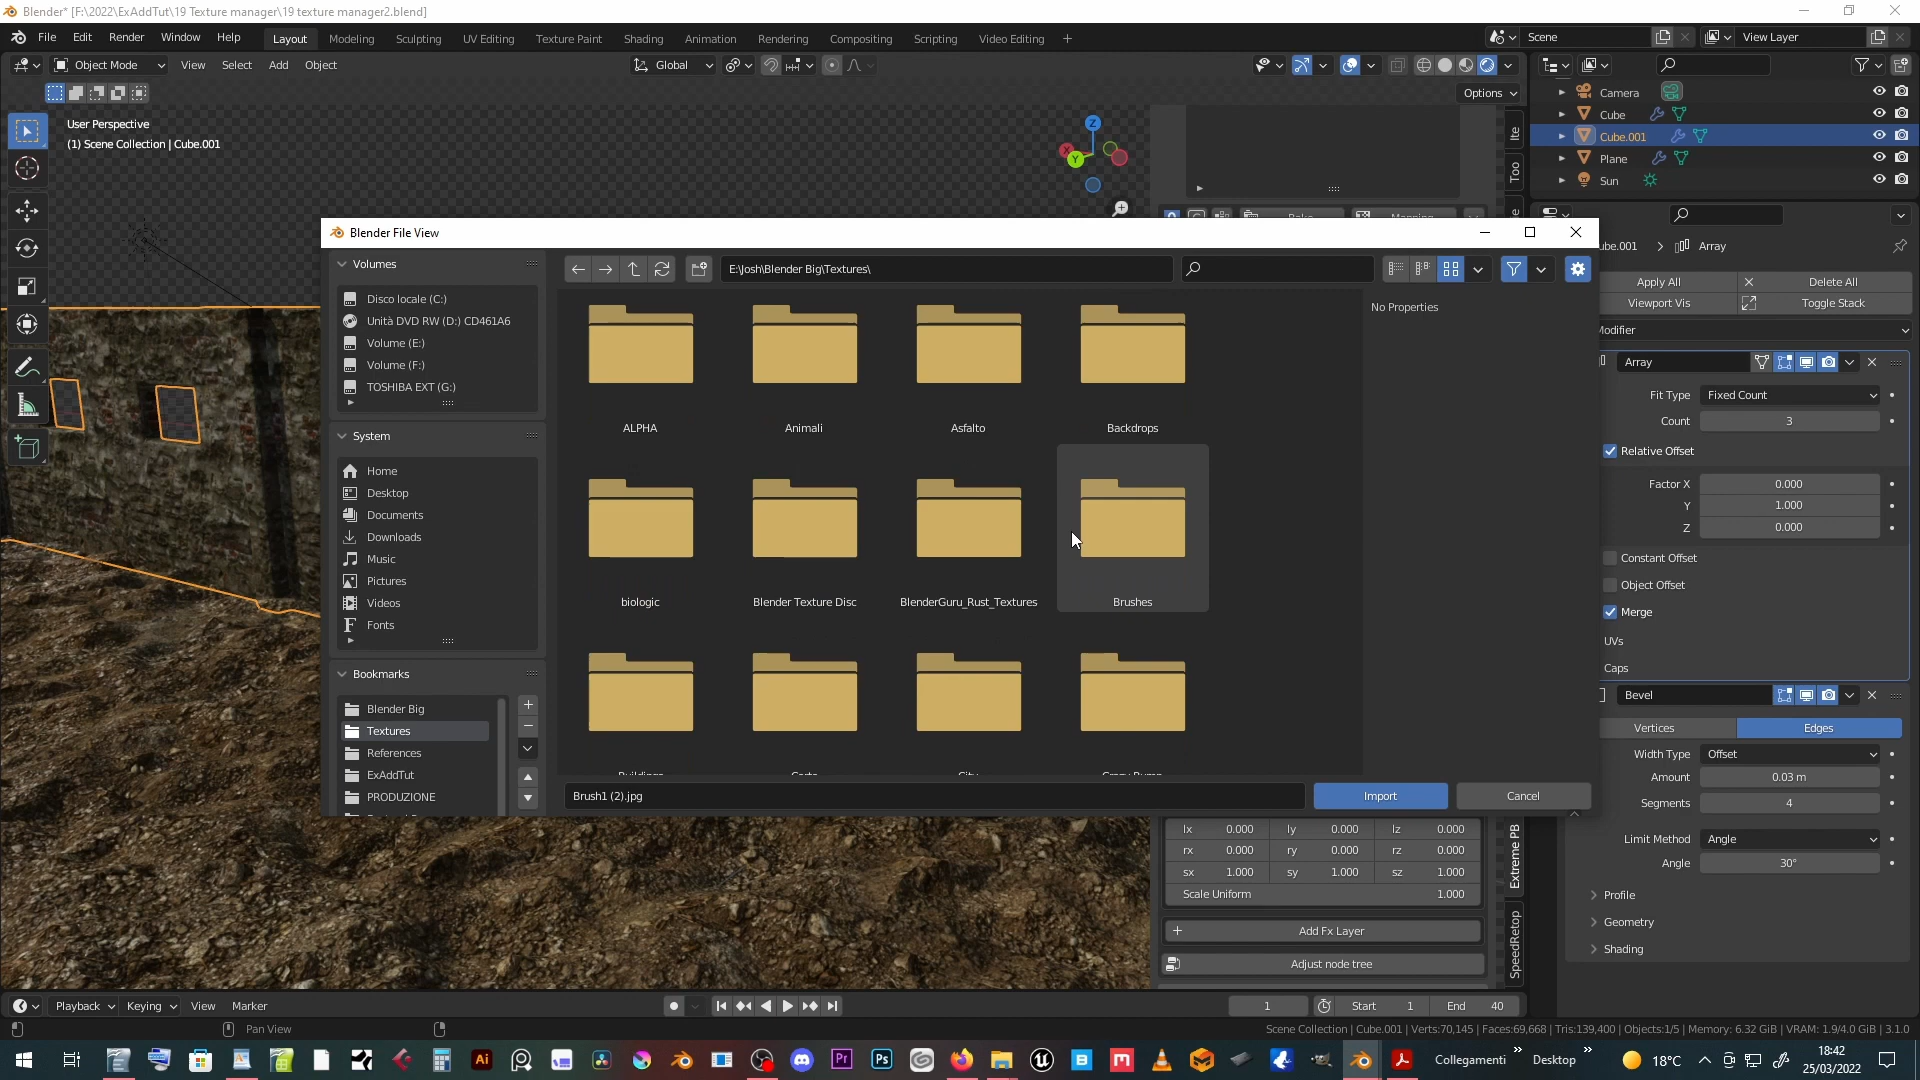 Blender* [F:\2022\ExAddTut\19 Texture manager\19 texture manager2.blend]
File Edit Render Window Help Layout Modeling Sculpting UV Editing Texture Paint Shading Animation Rendering Compositing Scripting Video Editing + Scene View Layer
Object Mode View Select Add Object Global
Options
User Perspective
(1) Scene Collection | Cube.001
Z
X
Y
Ite
Too
Camera
Cube
Cube.001
Plane
Sun
Blender File View
Volumes
Disco locale (C:)
Unità DVD RW (D:) CD461A6
Volume (E:)
Volume (F:)
TOSHIBA EXT (G:)
System
Home
Desktop
Documents
Downloads
Music
Pictures
Videos
Fonts
Bookmarks
Blender Big
Textures
References
ExAddTut
PRODUZIONE
E:\Josh\Blender Big\Textures\
No Properties
ALPHA Animali Asfalto Backdrops
biologic Blender Texture Disc BlenderGuru_Rust_Textures Brushes
Brush1 (2).jpg Import Cancel
ube.001 Array
Apply All Delete All
Viewport Vis Toggle Stack
Modifier
Array
Fit Type Fixed Count
Count 3
Relative Offset
Factor X 0.000
Y 1.000
Z 0.000
Constant Offset
Object Offset
Merge
UVs
Caps
Bevel
Vertices Edges
Width Type Offset
Amount 0.03 m
Segments 4
Limit Method Angle
Angle 30°
Profile
Geometry
Shading
lx 0.000 ly 0.000 lz 0.000
rx 0.000 ry 0.000 rz 0.000
sx 1.000 sy 1.000 sz 1.000
Scale Uniform 1.000
Add Fx Layer
Adjust node tree
Extreme PB
SpeedRetop
Playback Keying View Marker 1 Start 1 End 40
Pan View
Scene Collection | Cube.001 | Verts:70,145 | Faces:69,668 | Tris:139,400 | Objects:1/5 | Memory: 6.32 GiB | VRAM: 1.9/4.0 GiB | 3.1.0
Ai Pr Ps Collegamenti Desktop 18°C
18:42
25/03/2022